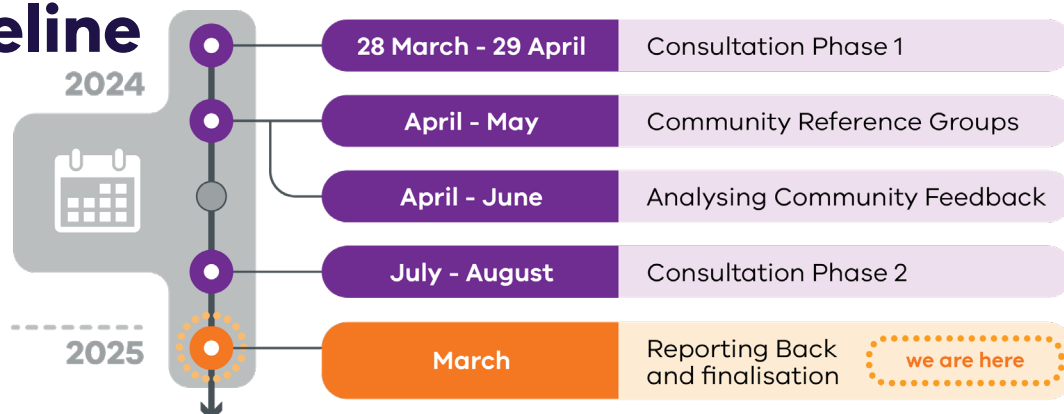 eline
2024
28 March - 29 April Consultation Phase 1
April - May Community Reference Groups
April - June Analysing Community Feedback
July - August Consultation Phase 2
2025
March Reporting Back
and finalisation
we are here